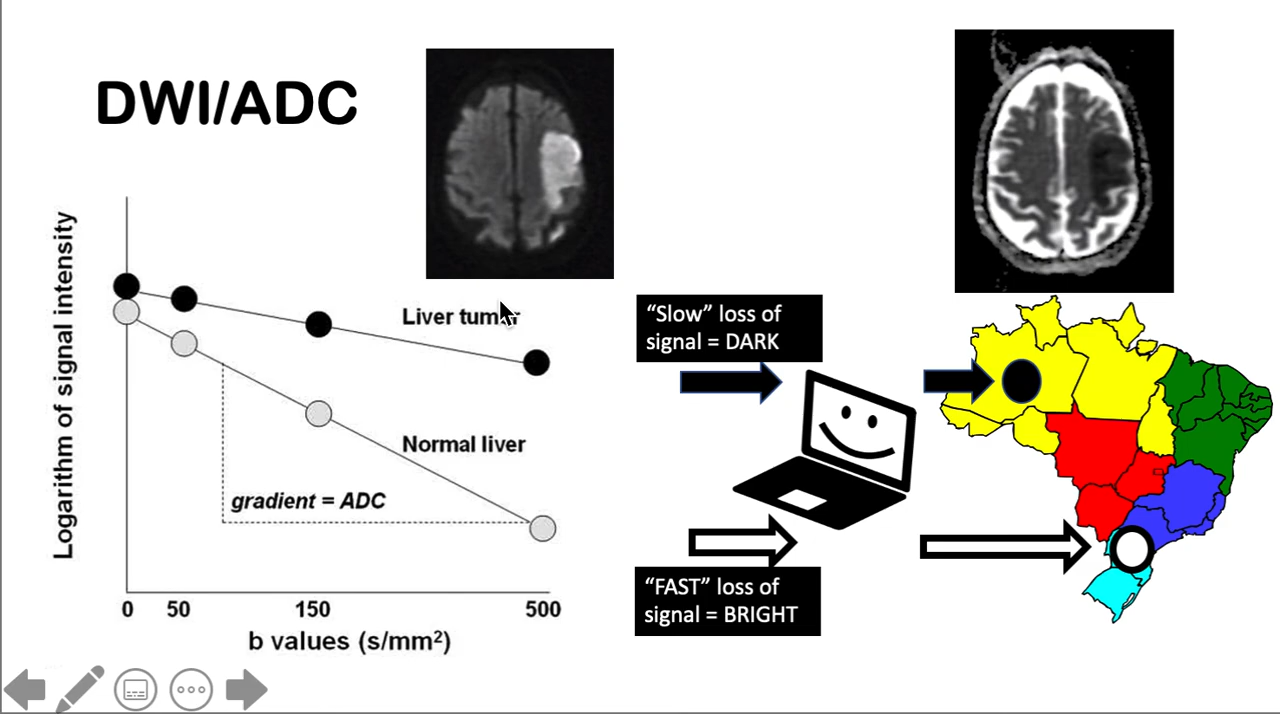 DWI/ADC
Logarithm of signal intensity
Liver tumor
Normal liver
gradient = ADC
0 50 150 500
b values (s/mm²)
“Slow” loss of
signal = DARK
“FAST” loss of
signal = BRIGHT